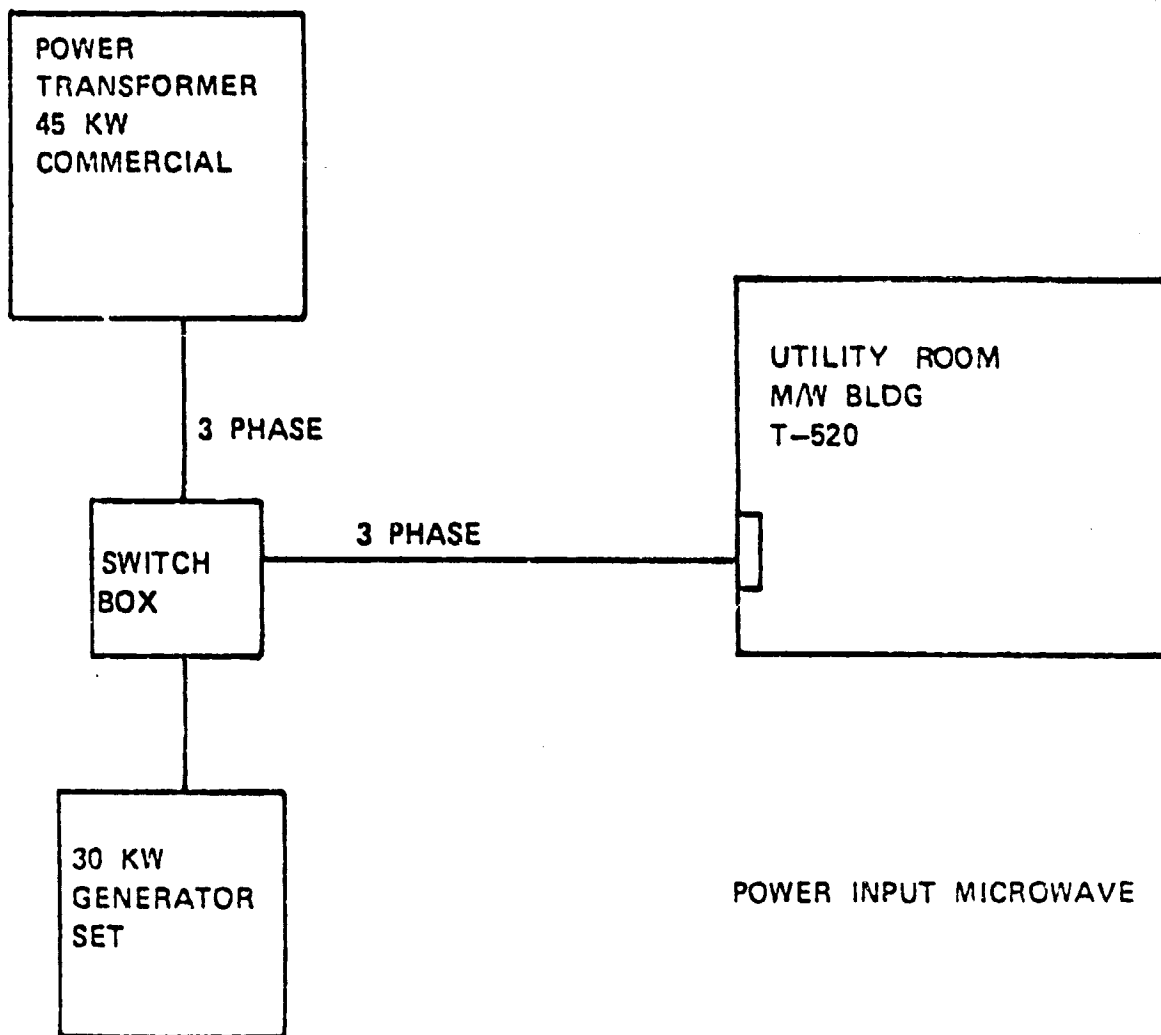 POWER
TRANSFORMER
45 KW
COMMERCIAL
3 PHASE
UTILITY ROOM
M/W BLDG
T-520
3 PHASE
SWITCH
BOX
30 KW
GENERATOR
SET
POWER INPUT MICROWAVE